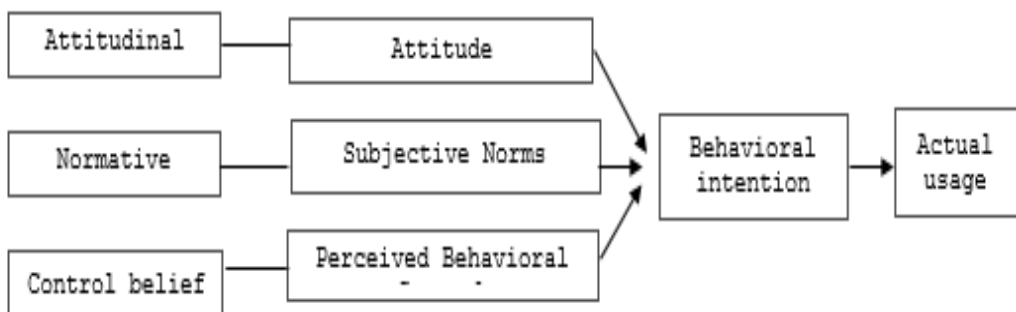 Attitudinal
Attitude
Normative
Subjective Norms
Control belief
Perceived Behavioral
Behavioral
intention
Actual
usage